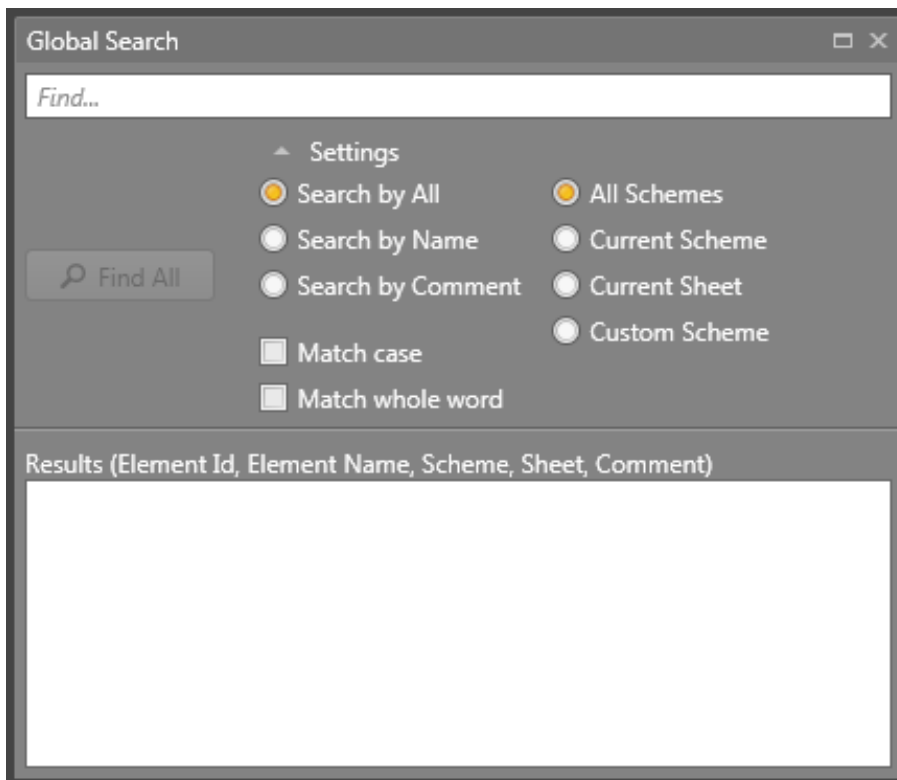 Global Search
Find...
Settings
Search by All
All Schemes
Search by Name
Current Scheme
Find All
Search by Comment
Current Sheet
Custom Scheme
Match case
Match whole word
Results (Element Id, Element Name, Scheme, Sheet, Comment)